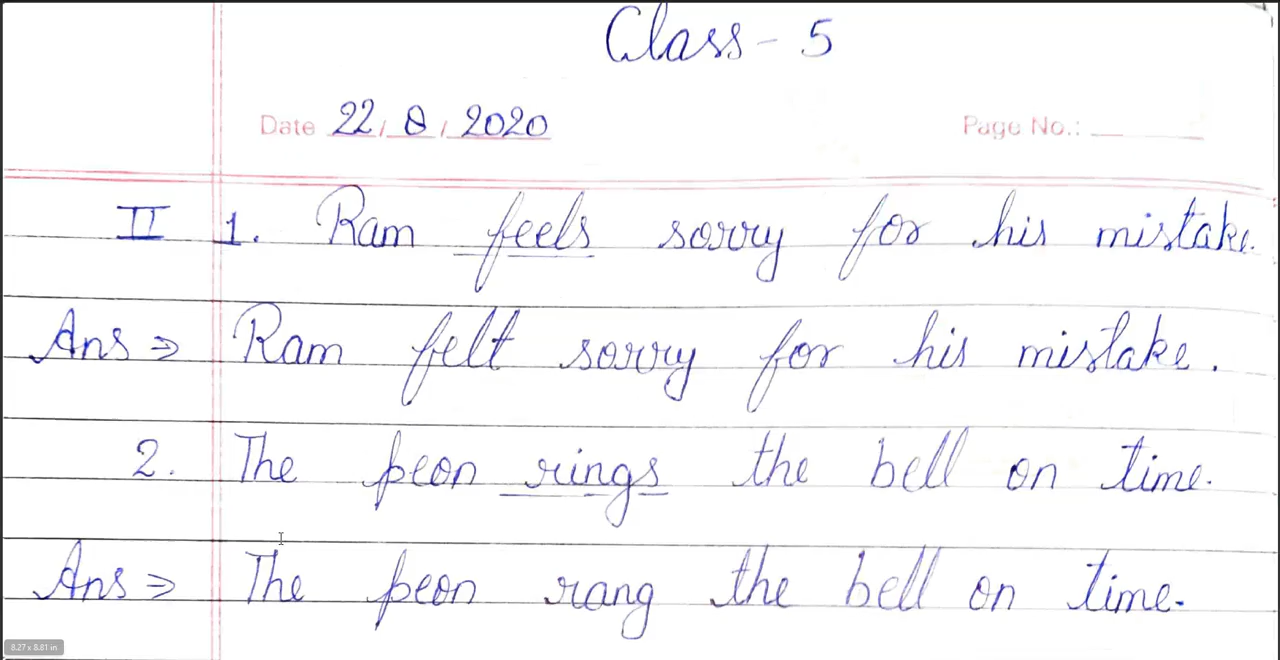 Class - 5
Date 22/8/2020 Page No.:
II 1. Ram feels sorry for his mistake.
Ans ⇒ Ram felt sorry for his mistake.
2. The peon rings the bell on time.
Ans ⇒ The peon rang the bell on time.
8.27 x 8.81 in